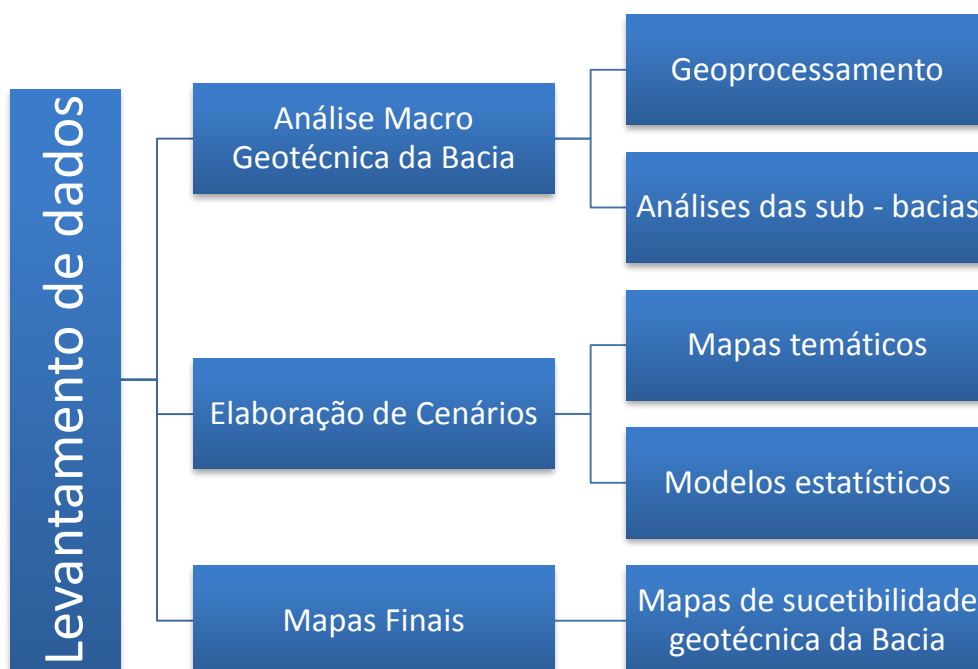 Levantamento de dados
Análise Macro
Geotécnica da Bacia
Geoprocessamento
Análises das sub - bacias
Elaboração de Cenários
Mapas temáticos
Modelos estatísticos
Mapas Finais
Mapas de sucetibilidade
geotécnica da Bacia